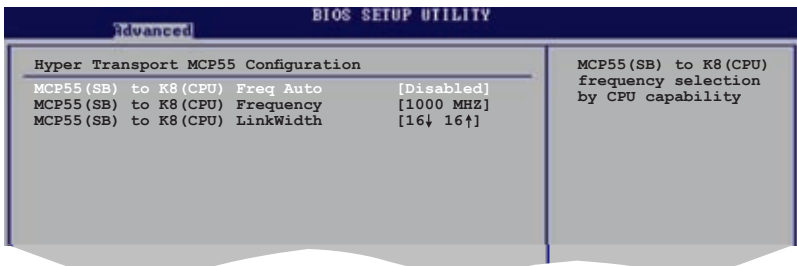 BIOS SETUP UTILITY
Advanced
Hyper Transport MCP55 Configuration
MCP55(SB) to K8(CPU) Freq Auto [Disabled]
MCP55(SB) to K8(CPU) Frequency [1000 MHZ]
MCP55(SB) to K8(CPU) LinkWidth [16↓ 16↑]
MCP55(SB) to K8(CPU)
frequency selection
by CPU capability